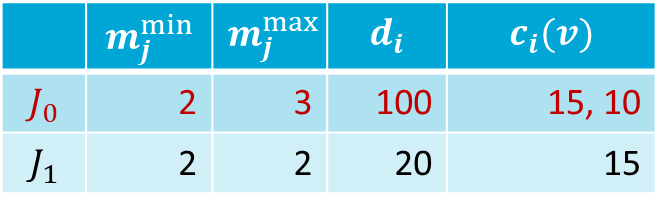 m_j^min m_j^max d_i c_i(v)
J_0 2 3 100 15, 10
J_1 2 2 20 15